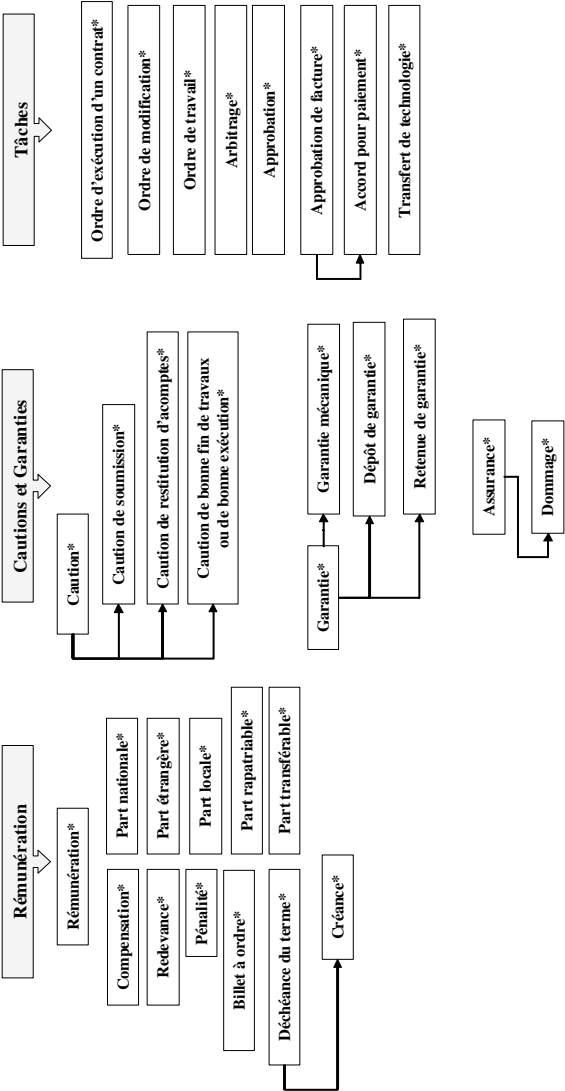 Rémunération
Rémunération*
Compensation*
Part nationale*
Redevance*
Part étrangère*
Pénalité*
Part locale*
Billet à ordre*
Part rapatriable*
Déchéance du terme*
Part transférable*
Créance*
Cautions et Garanties
Caution*
Caution de soumission*
Caution de restitution d'acomptes*
Caution de bonne fin de travaux
ou de bonne exécution*
Garantie*
Garantie mécanique*
Dépôt de garantie*
Retenue de garantie*
Assurance*
Dommage*
Tâches
Ordre d'exécution d'un contrat*
Ordre de modification*
Ordre de travail*
Arbitrage*
Approbation*
Approbation de facture*
Accord pour paiement*
Transfert de technologie*